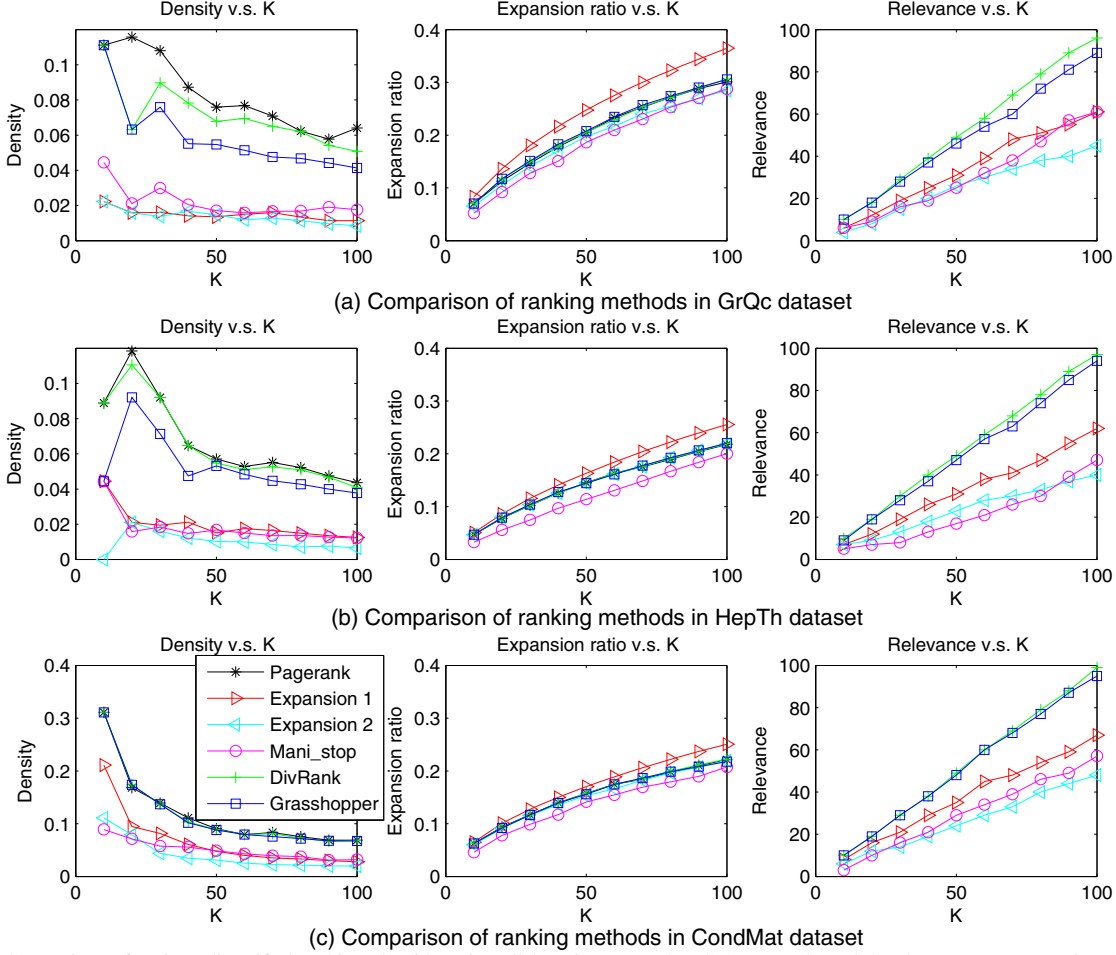 Density v.s. K
Expansion ratio v.s. K
Relevance v.s. K
Density
0.1
0.08
0.06
0.04
0.02
0
0
50
100
K
Expansion ratio
0.4
0.3
0.2
0.1
0
0
50
100
K
Relevance
100
80
60
40
20
0
0
50
100
K
(a) Comparison of ranking methods in GrQc dataset
Density v.s. K
Expansion ratio v.s. K
Relevance v.s. K
Density
0.1
0.08
0.06
0.04
0.02
0
0
50
100
K
Expansion ratio
0.4
0.3
0.2
0.1
0
0
50
100
K
Relevance
100
80
60
40
20
0
0
50
100
K
(b) Comparison of ranking methods in HepTh dataset
Density v.s. K
Expansion ratio v.s. K
Relevance v.s. K
Density
0.4
0.3
0.2
0.1
0
0
50
100
K
Pagerank
Expansion 1
Expansion 2
Mani_stop
DivRank
Grasshopper
Expansion ratio
0.4
0.3
0.2
0.1
0
0
50
100
K
Relevance
100
80
60
40
20
0
0
50
100
K
(c) Comparison of ranking methods in CondMat dataset